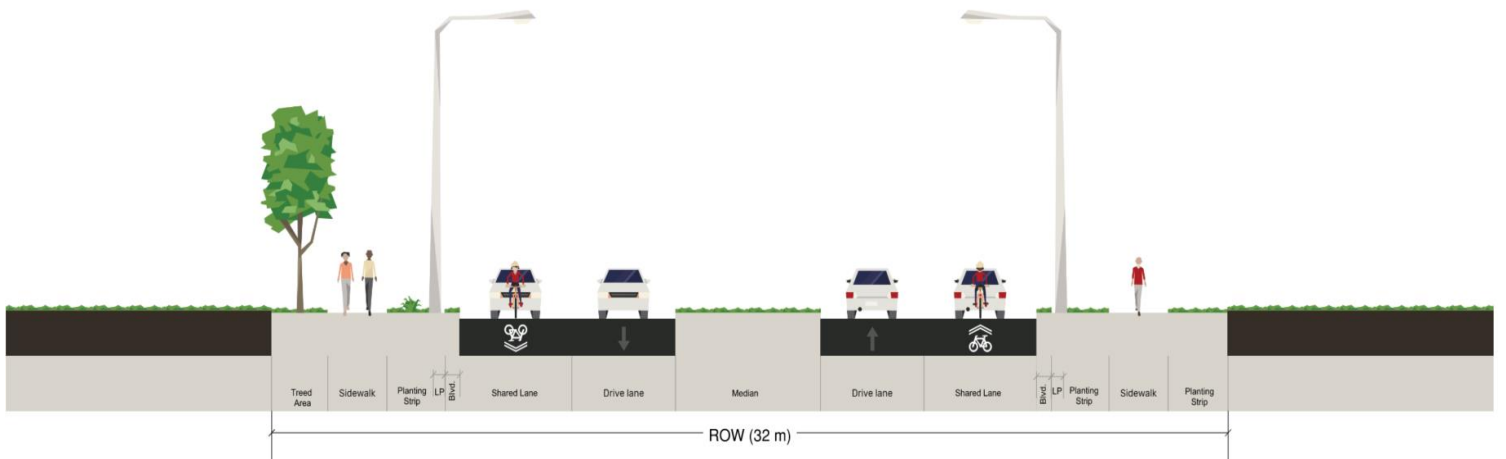 Treed
Area
Sidewalk
Planting
Strip
LP
Blvd.
Shared Lane
Drive lane
Median
Drive lane
Shared Lane
Blvd.
LP
Planting
Strip
Sidewalk
Planting
Strip
ROW (32 m)